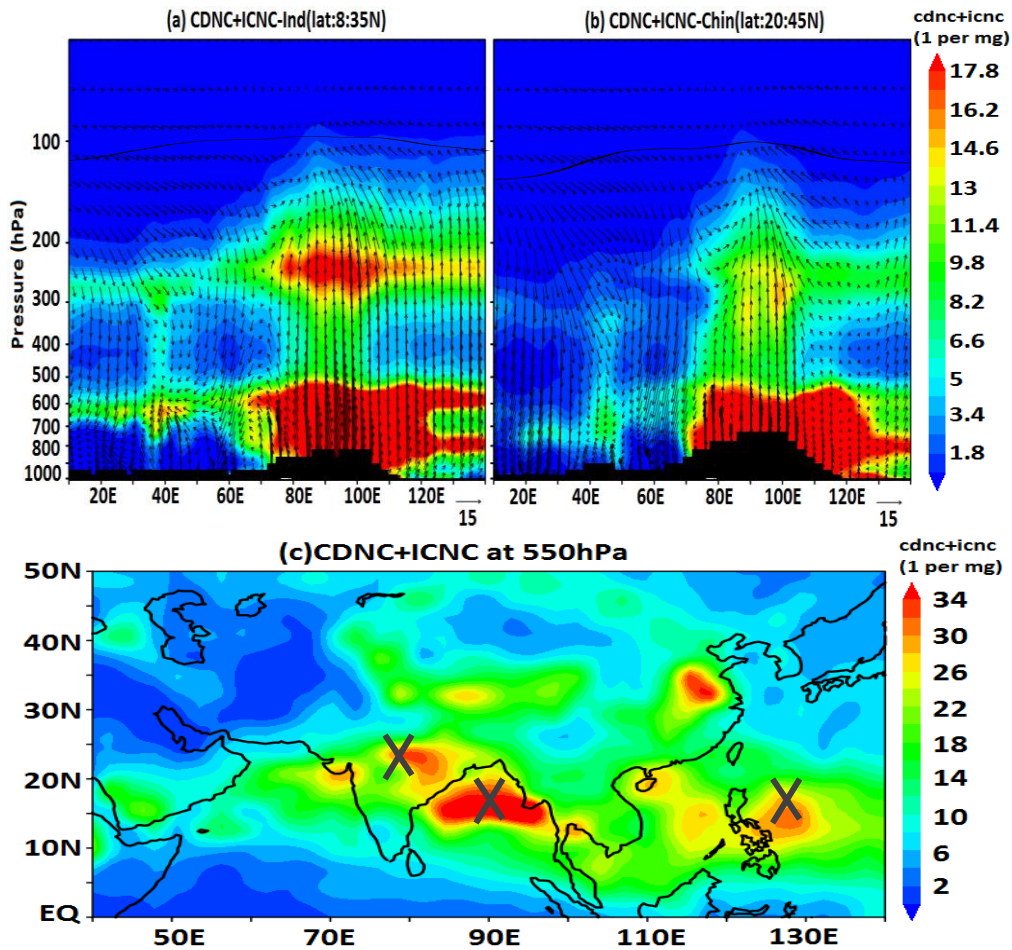 (a) CDNC+ICNC-Ind(lat:8:35N)
(b) CDNC+ICNC-Chin(lat:20:45N)
cdnc+icnc
(1 per mg)
Pressure (hPa)
100
200
300
400
500
600
700
800
1000
20E 40E 60E 80E 100E 120E
15
20E 40E 60E 80E 100E 120E
15
17.8
16.2
14.6
13
11.4
9.8
8.2
6.6
5
3.4
1.8
(c)CDNC+ICNC at 550hPa
cdnc+icnc
(1 per mg)
50N
40N
30N
20N
10N
EQ
50E 70E 90E 110E 130E
34
30
26
22
18
14
10
6
2